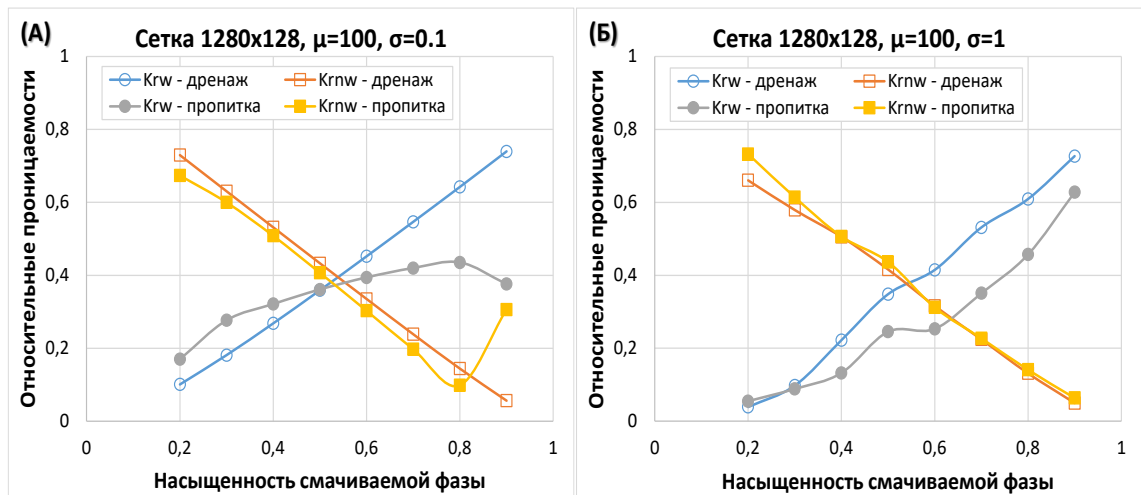 (А)
Сетка 1280x128, μ=100, σ=0.1
Krw - дренаж
Krnw - дренаж
Krw - пропитка
Krnw - пропитка
Относительные проницаемости
1
0,8
0,6
0,4
0,2
0
0
0,2
0,4
0,6
0,8
1
Насыщенность смачиваемой фазы
(Б)
Сетка 1280x128, μ=100, σ=1
Krw - дренаж
Krnw - дренаж
Krw - пропитка
Krnw - пропитка
Относительные проницаемости
1
0,8
0,6
0,4
0,2
0
0
0,2
0,4
0,6
0,8
1
Насыщенность смачиваемой фазы